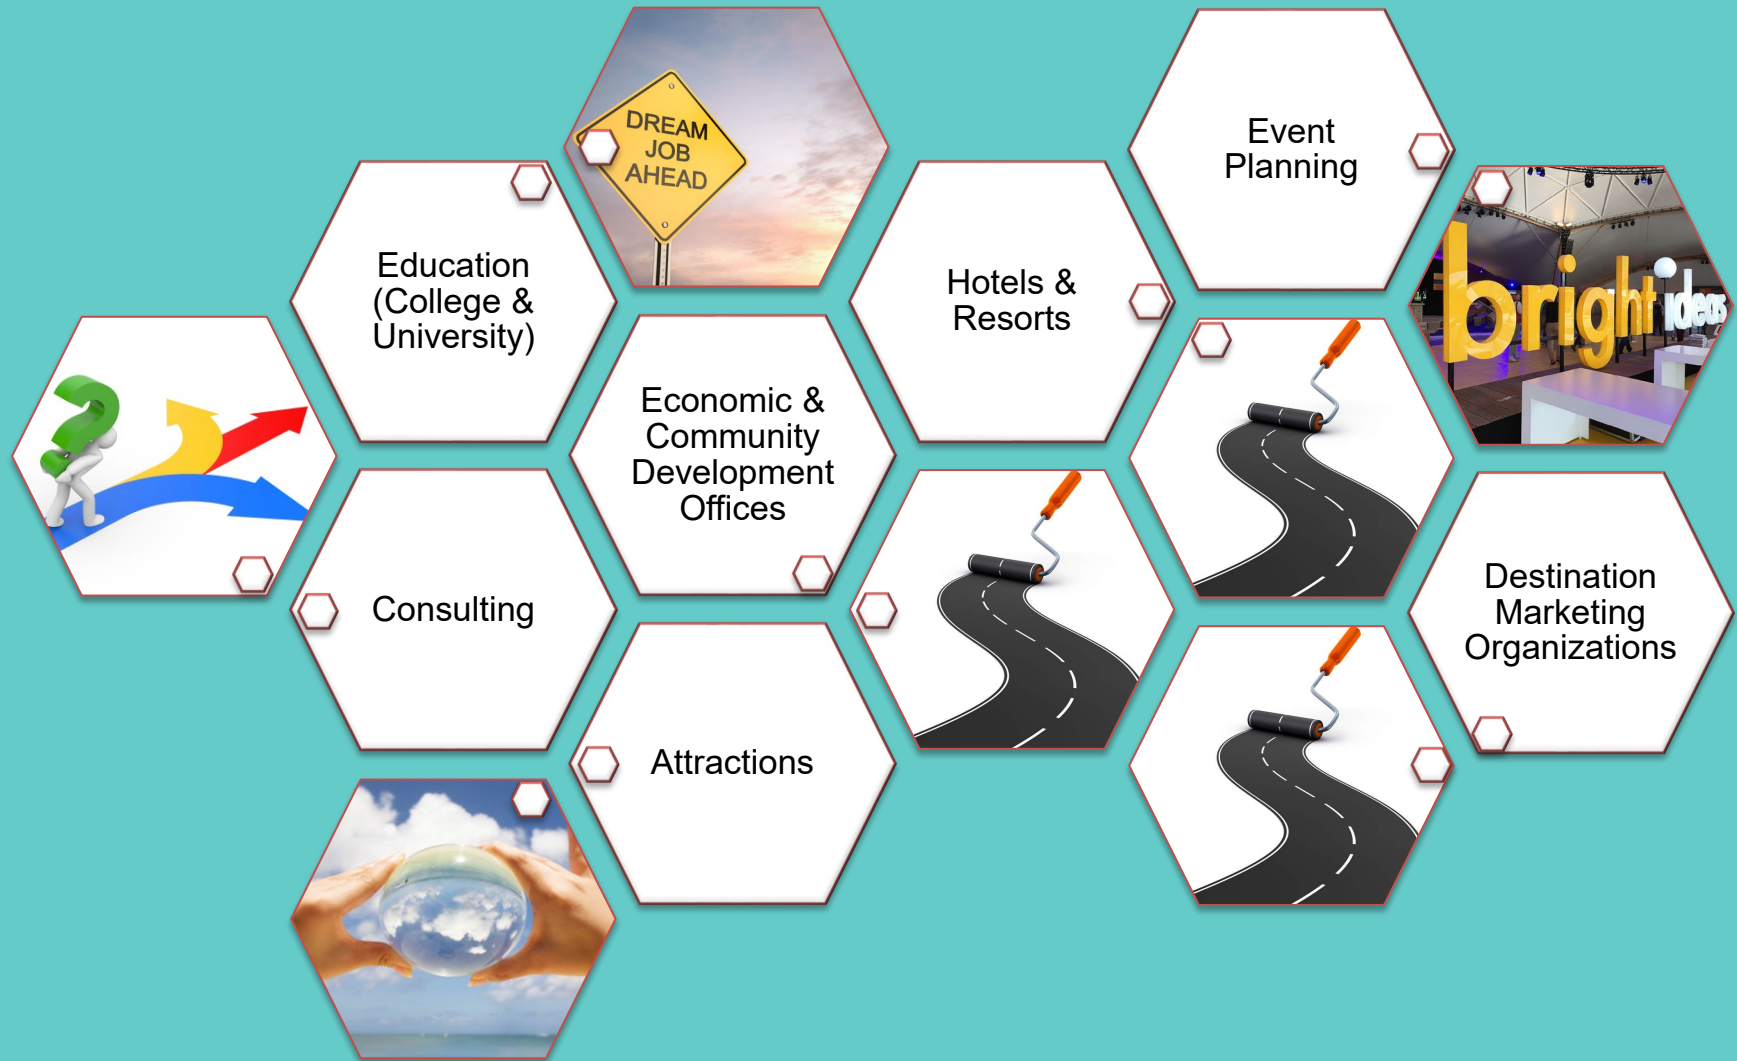 DREAM
JOB
AHEAD
Event
Planning
Education
(College &
University)
Hotels &
Resorts
bright ideas
Economic &
Community
Development
Offices
Consulting
Destination
Marketing
Organizations
Attractions